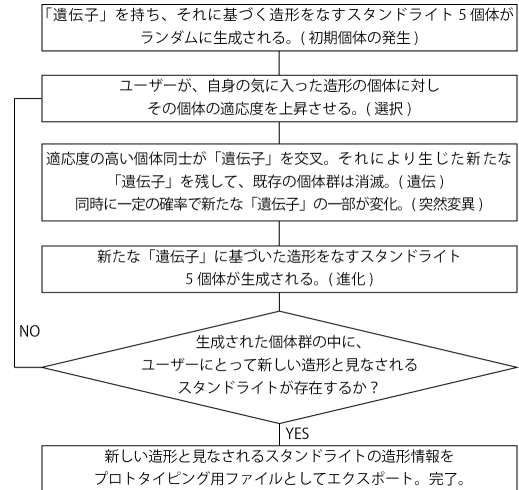 「遺伝子」を持ち、それに基づく造形をなすスタンドライト 5 個体が
ランダムに生成される。( 初期個体の発生 )
ユーザーが、自身の気に入った造形の個体に対し
その個体の適応度を上昇させる。( 選択 )
適応度の高い個体同士が「遺伝子」を交叉。それにより生じた新たな
「遺伝子」を残して、既存の個体群は消滅。( 遺伝 )
同時に一定の確率で新たな「遺伝子」の一部が変化。( 突然変異 )
新たな「遺伝子」に基づいた造形をなすスタンドライト
5 個体が生成される。( 進化 )
NO
生成された個体群の中に、
ユーザーにとって新しい造形と見なされる
スタンドライトが存在するか？
YES
新しい造形と見なされるスタンドライトの造形情報を
プロトタイピング用ファイルとしてエクスポート。完了。